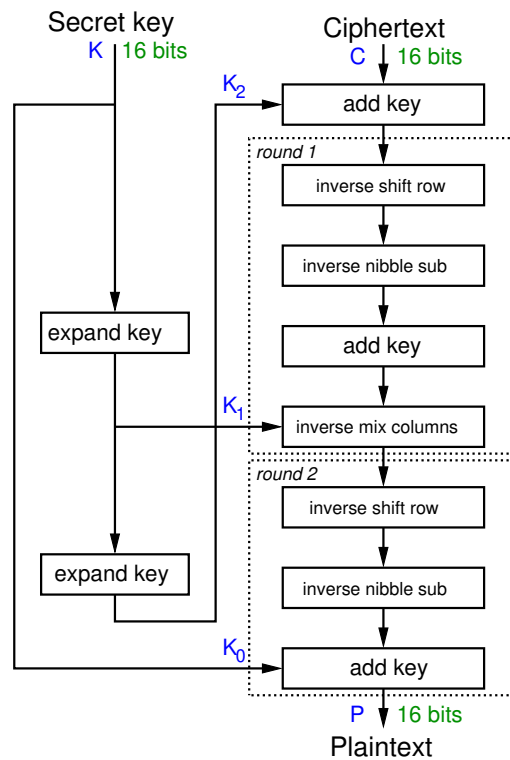 Secret key
K 16 bits
expand key
expand key
K2
K1
K0
Ciphertext
C 16 bits
add key
round 1
inverse shift row
inverse nibble sub
add key
inverse mix columns
round 2
inverse shift row
inverse nibble sub
add key
P 16 bits
Plaintext